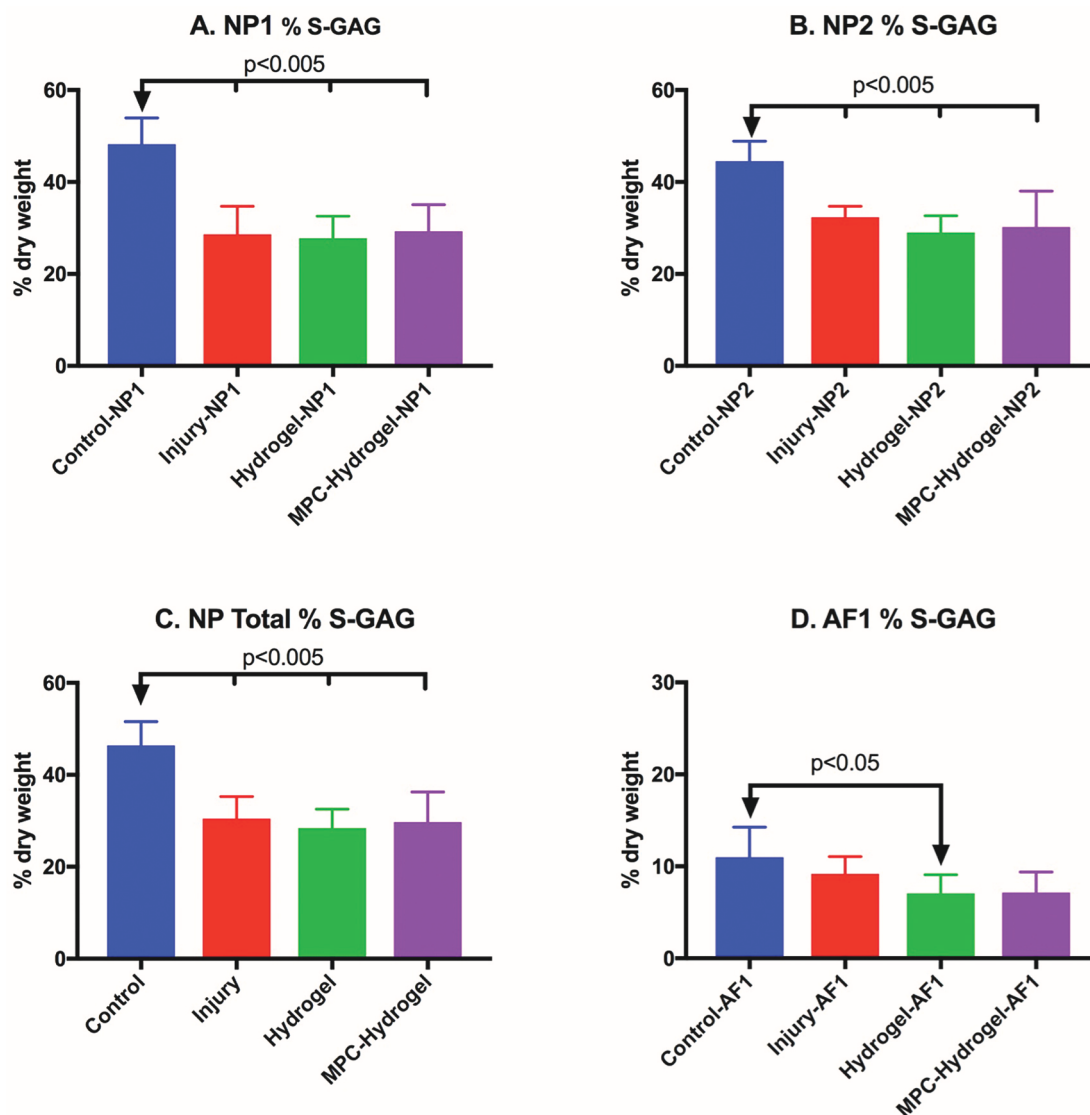 A. NP1 % S-GAG
p<0.005
60
40
20
0
% dry weight
Control-NP1
Injury-NP1
Hydrogel-NP1
MPC-Hydrogel-NP1
B. NP2 % S-GAG
p<0.005
60
40
20
0
% dry weight
Control-NP2
Injury-NP2
Hydrogel-NP2
MPC-Hydrogel-NP2
C. NP Total % S-GAG
p<0.005
60
40
20
0
% dry weight
Control
Injury
Hydrogel
MPC-Hydrogel
D. AF1 % S-GAG
p<0.05
30
20
10
0
% dry weight
Control-AF1
Injury-AF1
Hydrogel-AF1
MPC-Hydrogel-AF1